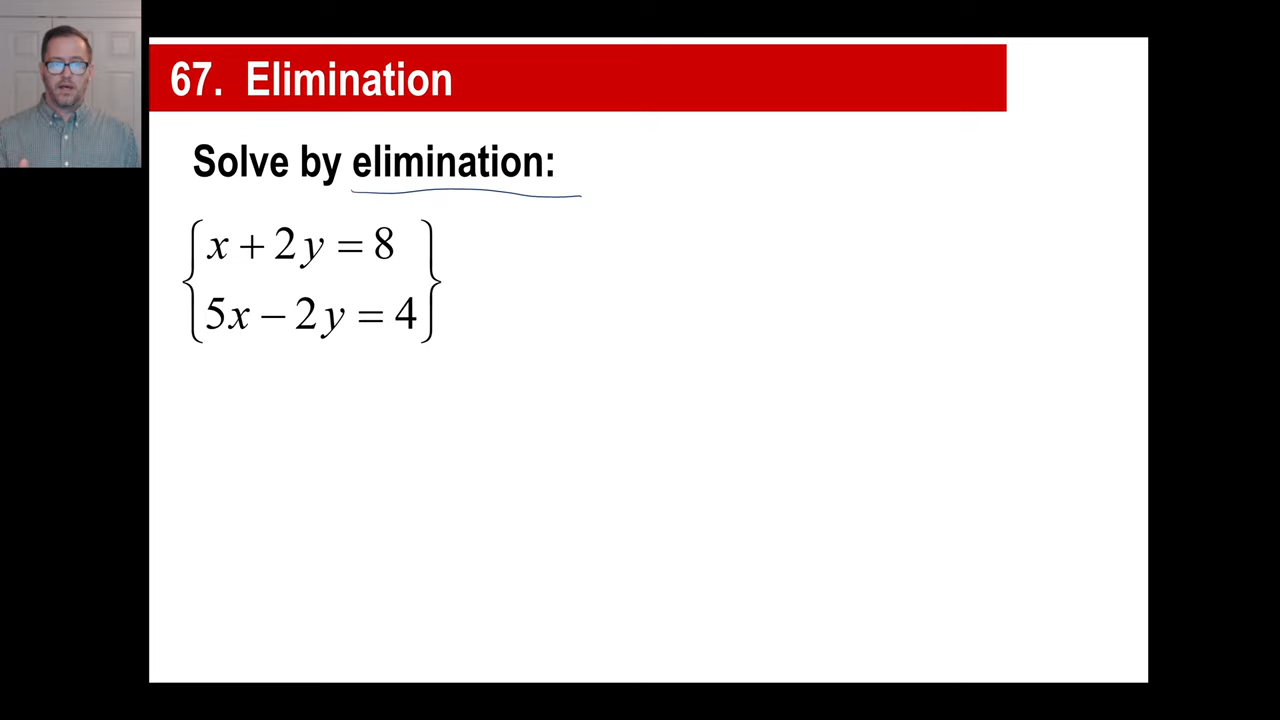 67. Elimination
Solve by elimination:
x + 2y = 8
5x − 2y = 4